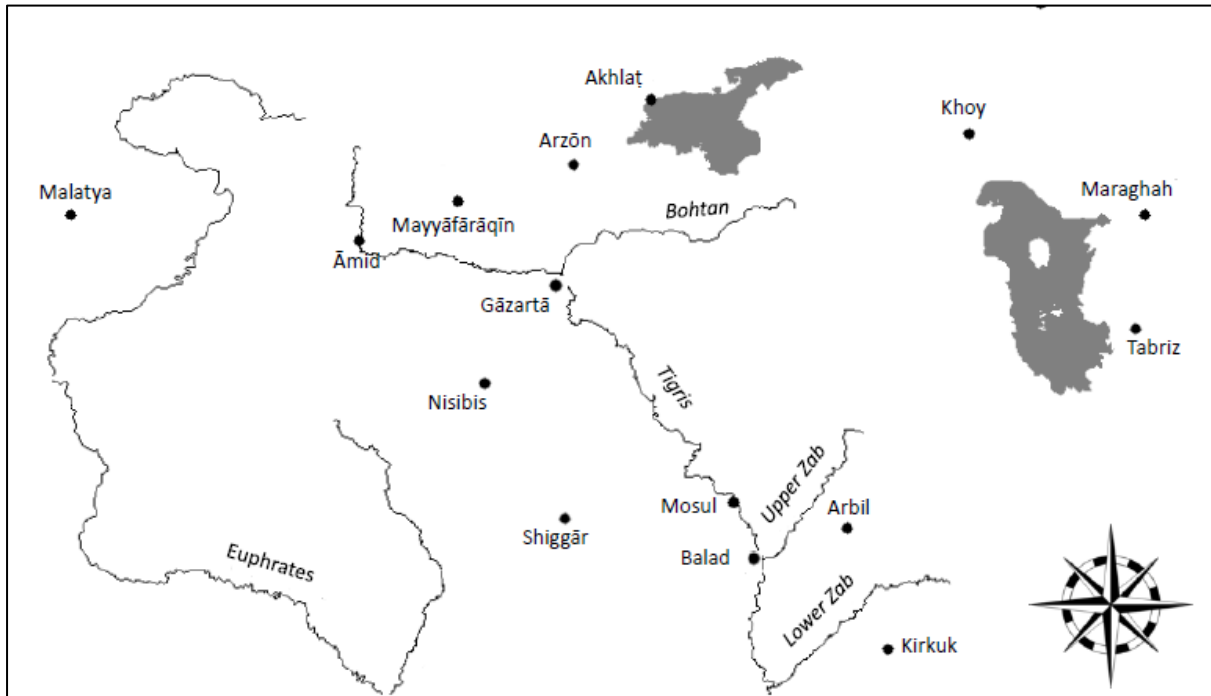 Akhlaṭ
Khoy
Arzōn
Malatya
Maraghah
Mayyāfārāqīn
Bohtan
Āmid
Gāzartā
Tabriz
Nisibis
Tigris
Mosul
Upper Zab
Arbil
Shiggār
Balad
Euphrates
Lower Zab
Kirkuk